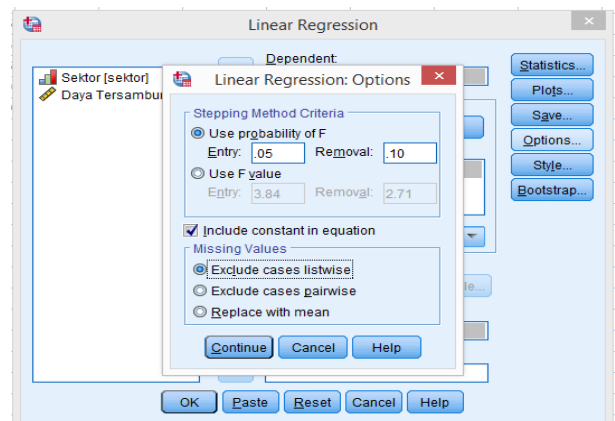 Linear Regression
Dependent:
Sektor [sektor]
Daya Tersambu
Statistics...
Plots...
Save...
Options...
Style...
Bootstrap...
Linear Regression: Options
Stepping Method Criteria
Use probability of F
Entry: .05 Removal: .10
Use F value
Entry: 3.84 Removal: 2.71
Include constant in equation
Missing Values
Exclude cases listwise
Exclude cases pairwise
Replace with mean
Continue Cancel Help
OK Paste Reset Cancel Help